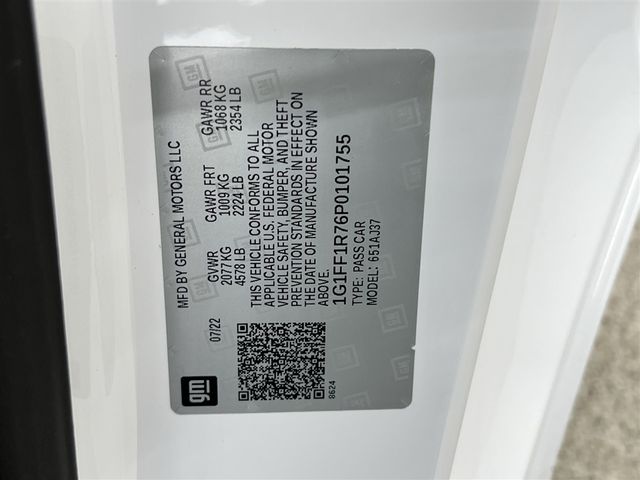 MFD BY GENERAL MOTORS LLC
07/22
GVWR
2077 KG
4578 LB
GAWR FRT
1009 KG
2224 LB
GAWR RR
1068 KG
2354 LB
THIS VEHICLE CONFORMS TO ALL
APPLICABLE U.S. FEDERAL MOTOR
VEHICLE SAFETY, BUMPER, AND THEFT
PREVENTION STANDARDS IN EFFECT ON
THE DATE OF MANUFACTURE SHOWN
ABOVE.
1G1FF1R76P0101755
TYPE: PASS CAR
MODEL: 651AJ37
gm
8624